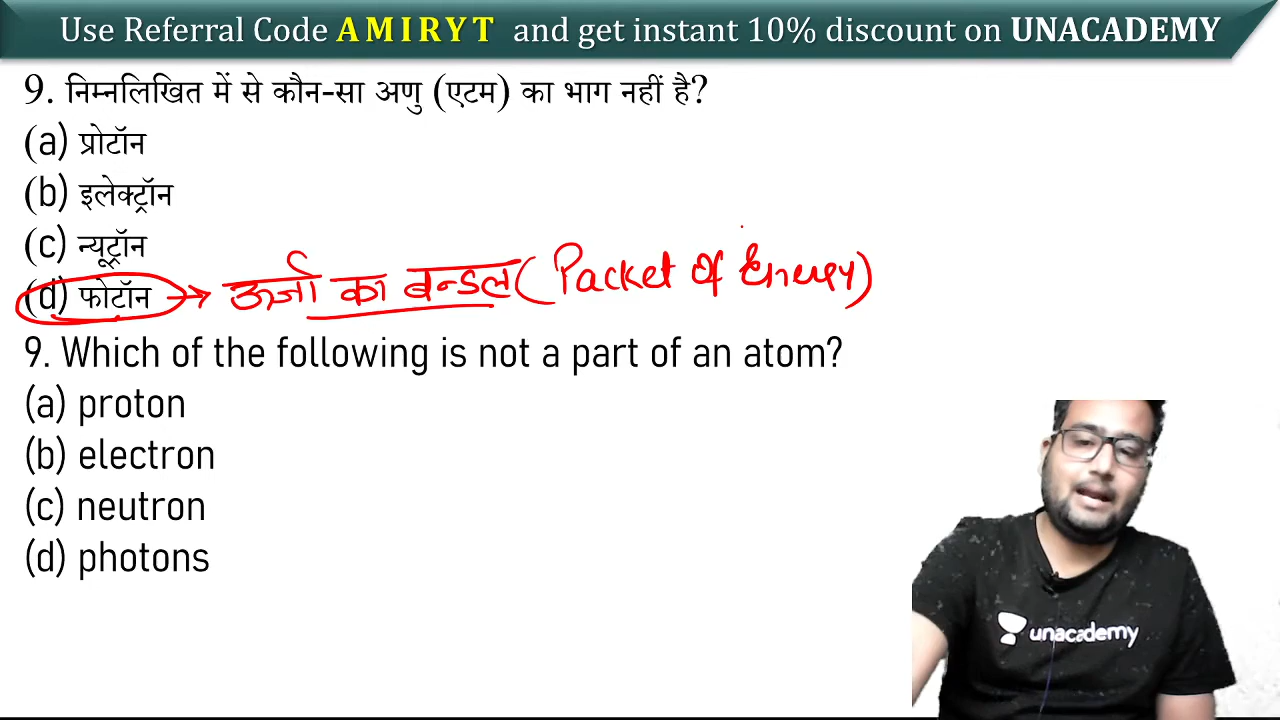 Use Referral Code AMIRYT and get instant 10% discount on UNACADEMY
9. निम्नलिखित में से कौन-सा अणु (एटम) का भाग नहीं है?
(a) प्रोटॉन
(b) इलेक्ट्रॉन
(c) न्यूट्रॉन
(d) फोटॉन → ऊर्जा का बन्डल (Packet of Energy)
9. Which of the following is not a part of an atom?
(a) proton
(b) electron
(c) neutron
(d) photons
unacademy